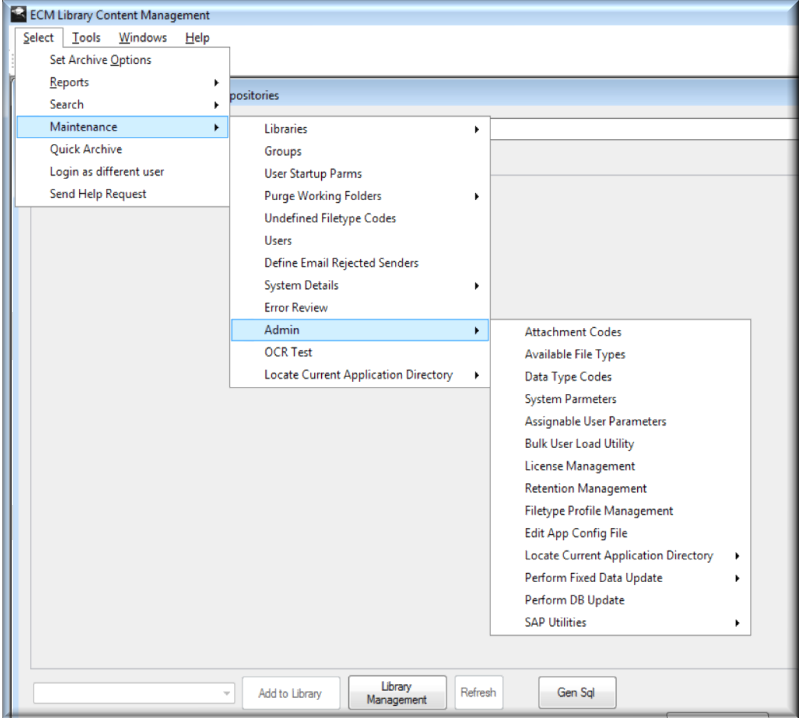 ECM Library Content Management
Select Tools Windows Help
Set Archive Options
Reports
Search
Maintenance
Quick Archive
Login as different user
Send Help Request
positories
Libraries
Groups
User Startup Parms
Purge Working Folders
Undefined Filetype Codes
Users
Define Email Rejected Senders
System Details
Error Review
Admin
OCR Test
Locate Current Application Directory
Attachment Codes
Available File Types
Data Type Codes
System Parmeters
Assignable User Parameters
Bulk User Load Utility
License Management
Retention Management
Filetype Profile Management
Edit App Config File
Locate Current Application Directory
Perform Fixed Data Update
Perform DB Update
SAP Utilities
Add to Library
Library
Management
Refresh
Gen Sql